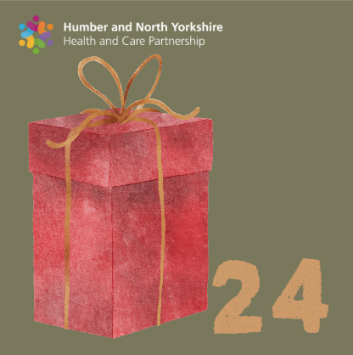 Humber and North Yorkshire
Health and Care Partnership
24